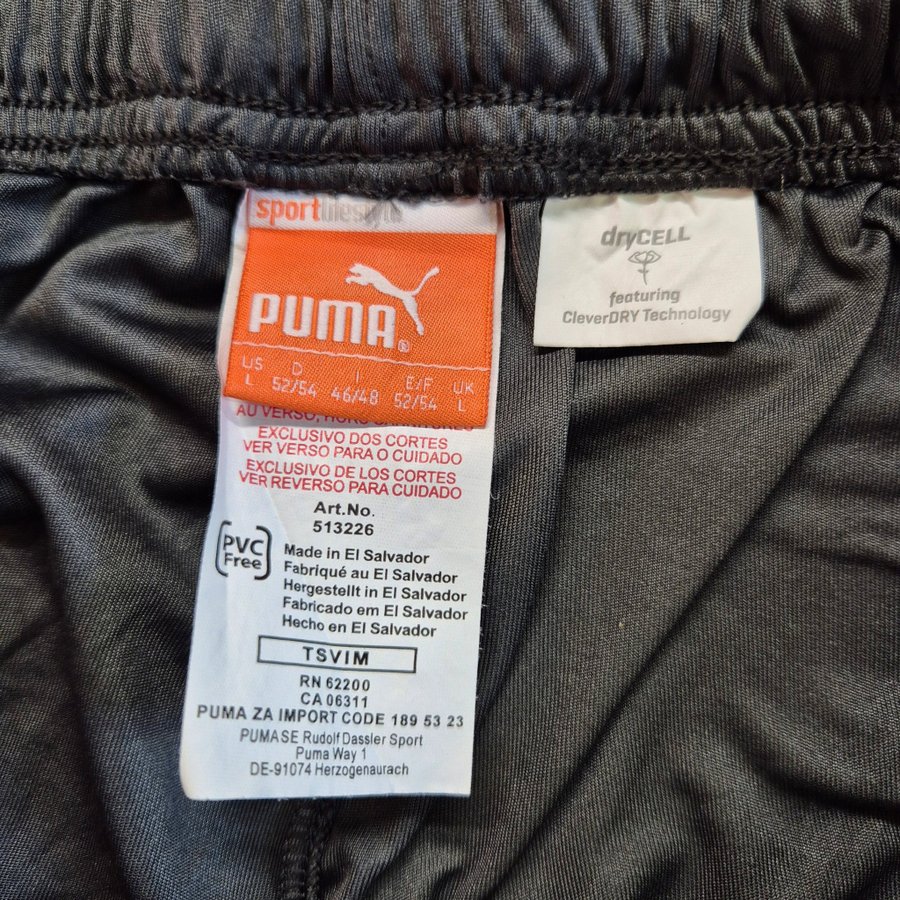 sportlifestyle
PUMA®
US D I E/F UK
L 52/54 46/48 52/54 L
AU VERSO, HORS
EXCLUSIVO DOS CORTES
VER VERSO PARA O CUIDADO
EXCLUSIVO DE LOS CORTES
VER REVERSO PARA CUIDADO
Art.No.
513226
PVC
Free
Made in El Salvador
Fabriqué au El Salvador
Hergestellt in El Salvador
Fabricado em El Salvador
Hecho en El Salvador
TSVIM
RN 62200
CA 06311
PUMA ZA IMPORT CODE 189 53 23
PUMA SE Rudolf Dassler Sport
Puma Way 1
DE-91074 Herzogenaurach
dryCELL
featuring
CleverDRY Technology